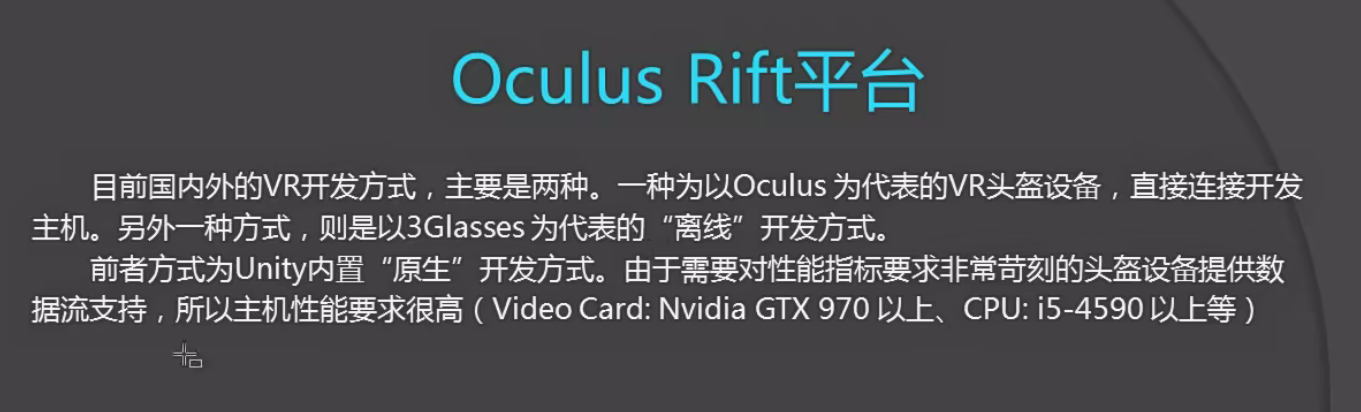 Oculus Rift平台
目前国内外的VR开发方式，主要是两种。一种为以Oculus 为代表的VR头盔设备，直接连接开发
主机。另外一种方式，则是以3Glasses 为代表的“离线”开发方式。
前者方式为Unity内置“原生”开发方式。由于需要对性能指标要求非常苛刻的头盔设备提供数
据流支持，所以主机性能要求很高（Video Card: Nvidia GTX 970 以上、CPU: i5-4590 以上等）